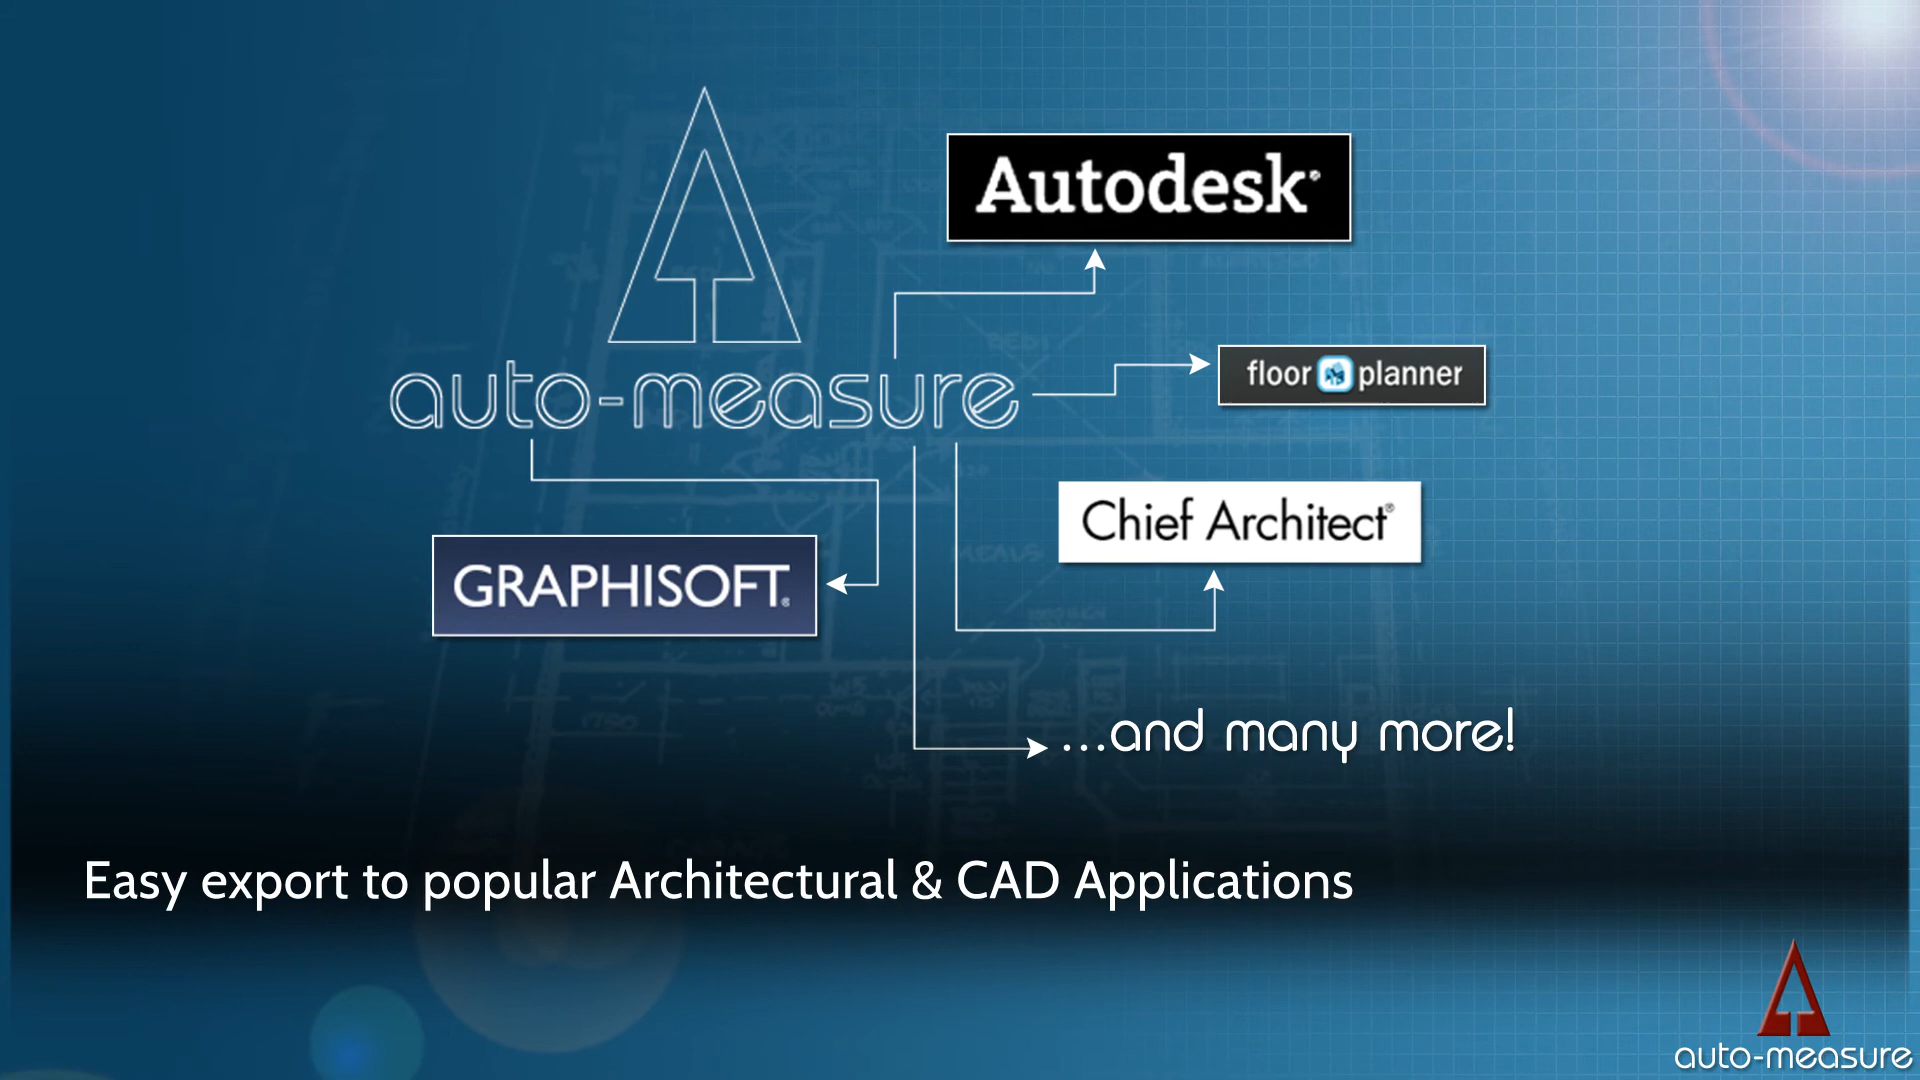 Autodesk®
floor planner
auto-measure
Chief Architect®
GRAPHISOFT®
...and many more!
Easy export to popular Architectural & CAD Applications
auto-measure